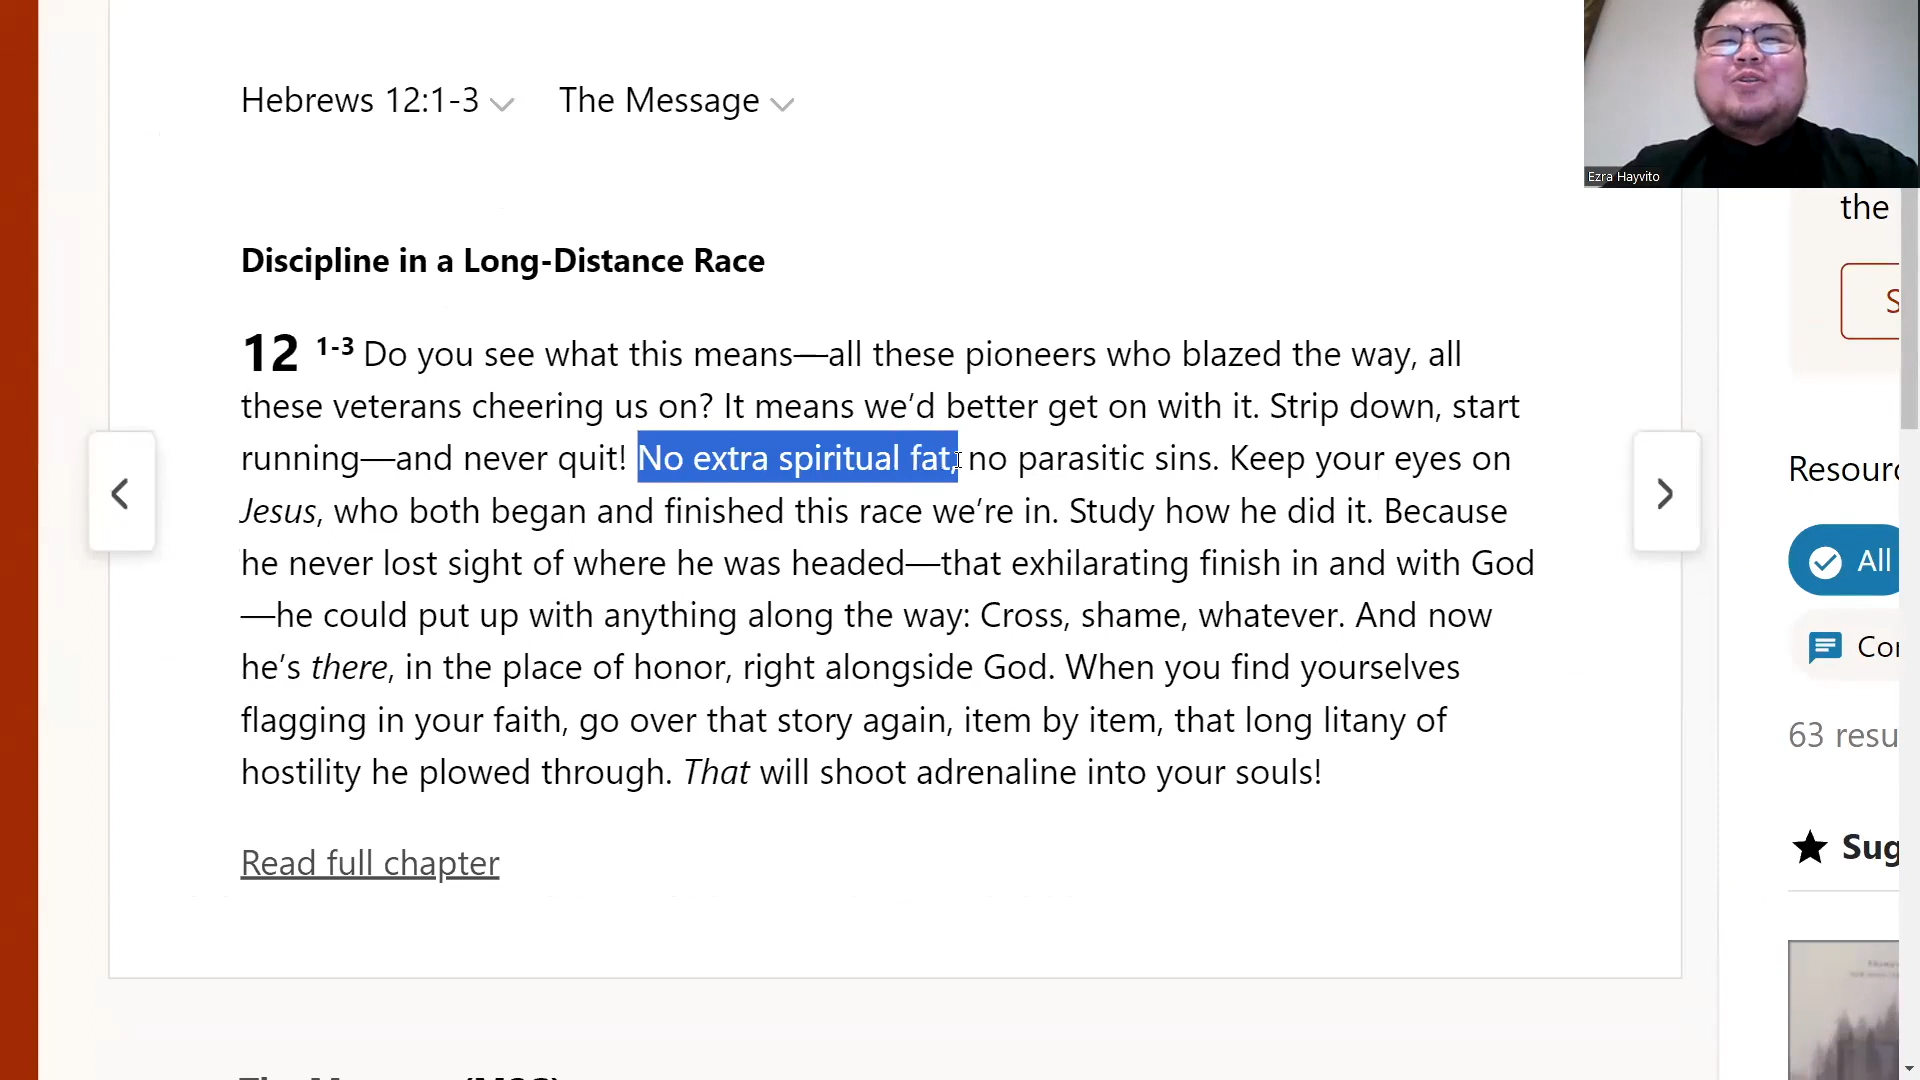 Hebrews 12:1-3 The Message
Ezra Hayvito
the
Discipline in a Long-Distance Race
12 1-3 Do you see what this means—all these pioneers who blazed the way, all
these veterans cheering us on? It means we’d better get on with it. Strip down, start
running—and never quit! No extra spiritual fat, no parasitic sins. Keep your eyes on
Jesus, who both began and finished this race we’re in. Study how he did it. Because
he never lost sight of where he was headed—that exhilarating finish in and with God
—he could put up with anything along the way: Cross, shame, whatever. And now
he’s there, in the place of honor, right alongside God. When you find yourselves
flagging in your faith, go over that story again, item by item, that long litany of
hostility he plowed through. That will shoot adrenaline into your souls!
Read full chapter
All
63